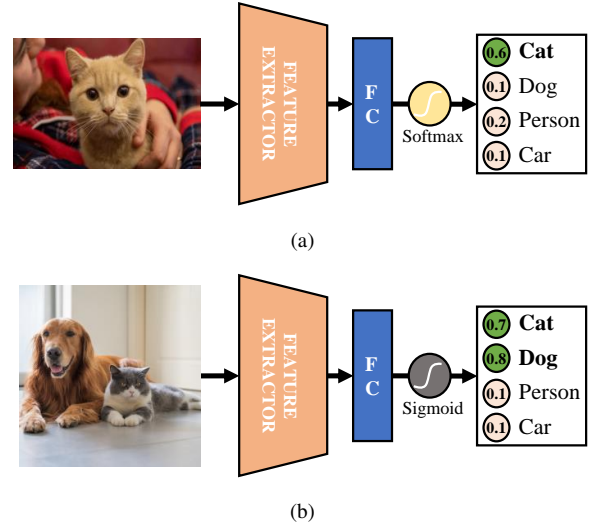 FEATURE
EXTRACTOR
F
C
Softmax
0.6 Cat
0.1 Dog
0.2 Person
0.1 Car
(a)
FEATURE
EXTRACTOR
F
C
Sigmoid
0.7 Cat
0.8 Dog
0.1 Person
0.1 Car
(b)